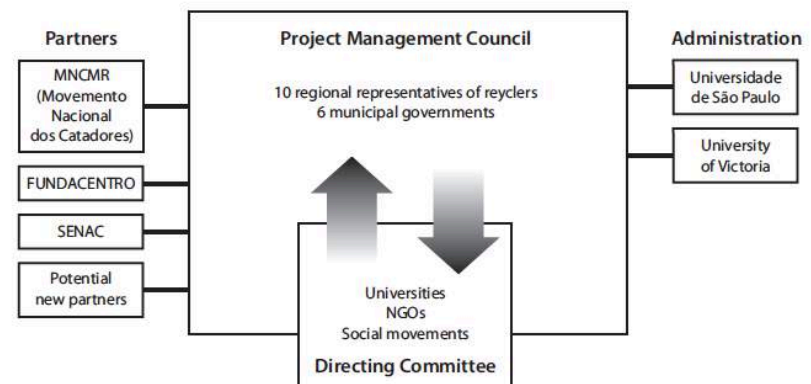 Partners
MNCMR
(Movemento
Nacional
dos Catadores)
FUNDACENTRO
SENAC
Potential
new partners
Project Management Council
10 regional representatives of reyclers
6 municipal governments
Universities
NGOs
Social movements
Directing Committee
Administration
Universidade
de São Paulo
University
of Victoria